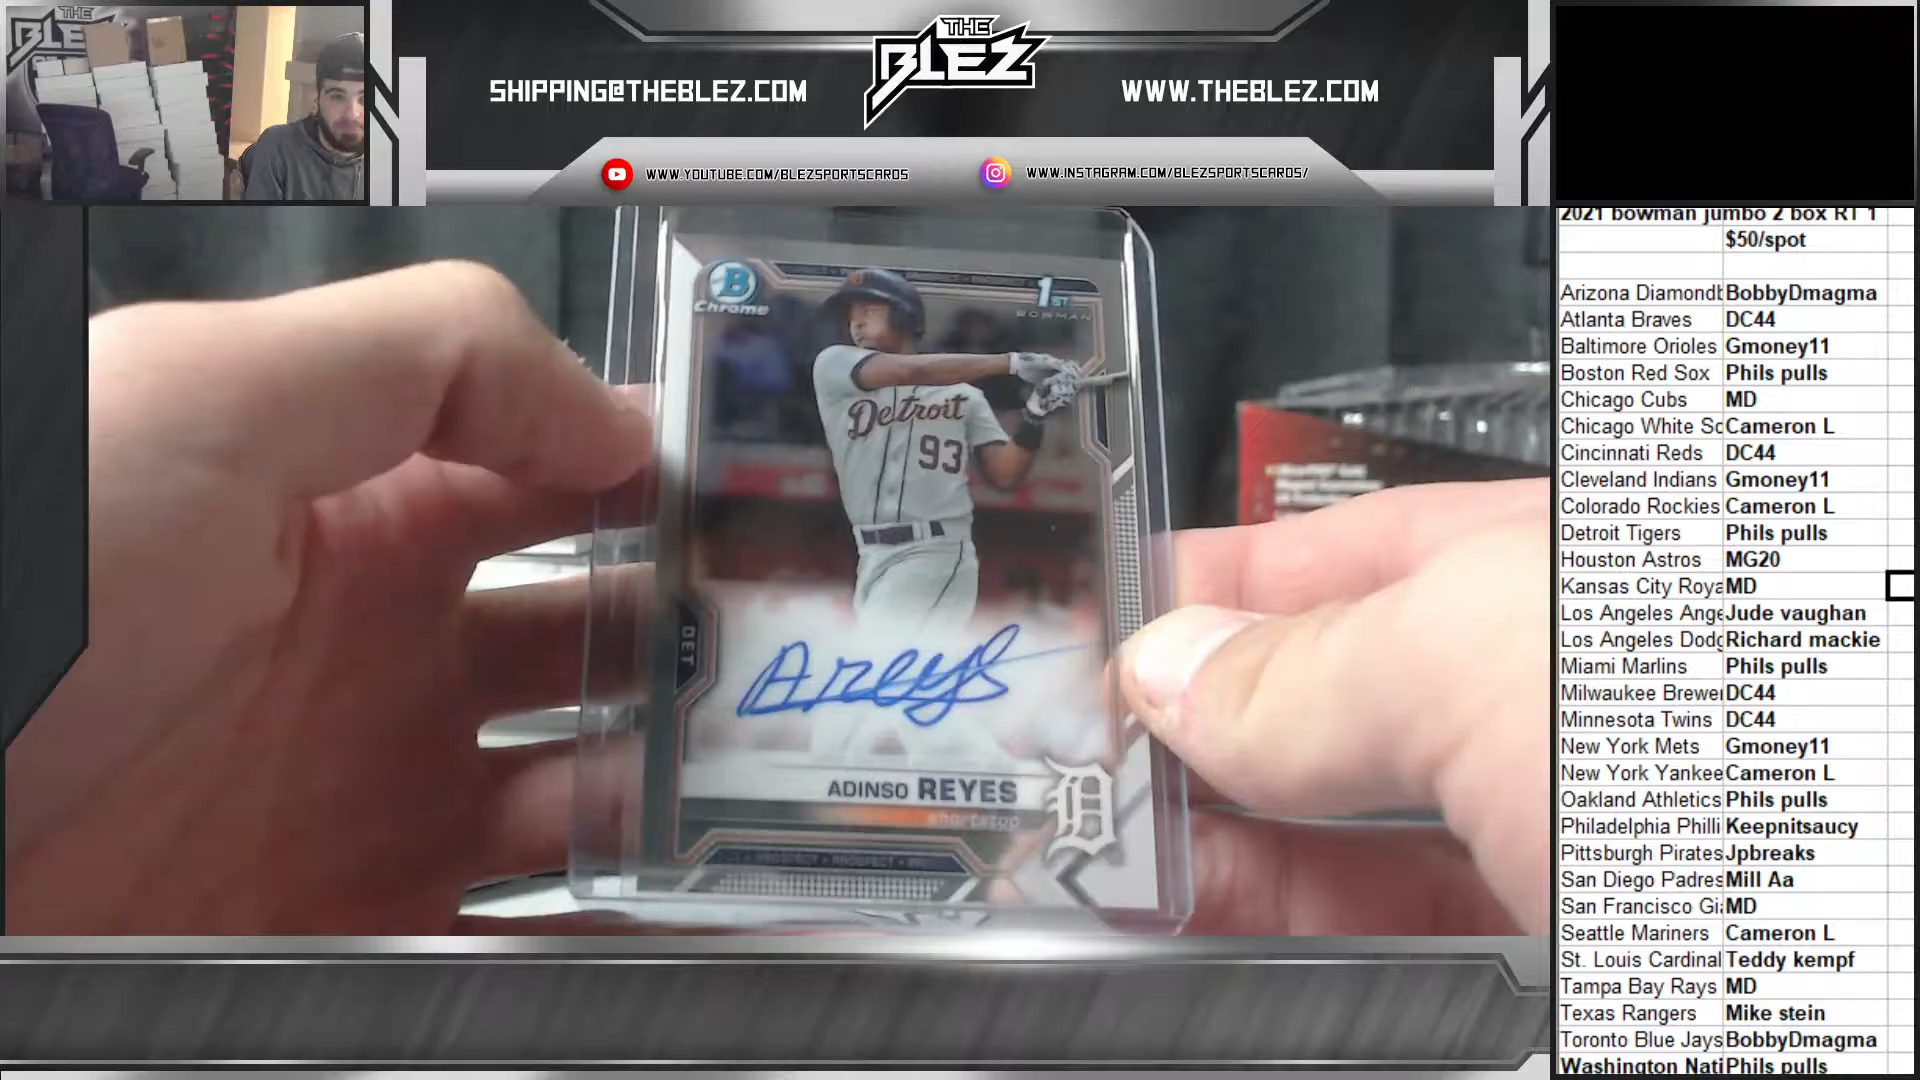 THE
BLEZ
SHIPPING@THEBLEZ.COM
WWW.THEBLEZ.COM
WWW.YOUTUBE.COM/BLEZSPORTSCARDS
WWW.INSTAGRAM.COM/BLEZSPORTSCARDS/
B
Chrome
1ST
BOWMAN
Detroit
93
DET
Areyes
ADINSO REYES
shortstop
PROSPECT • PROSPECT
2021 bowman jumbo 2 box RT 1
$50/spot
Arizona Diamondb BobbyDmagma
Atlanta Braves DC44
Baltimore Orioles Gmoney11
Boston Red Sox Phils pulls
Chicago Cubs MD
Chicago White So Cameron L
Cincinnati Reds DC44
Cleveland Indians Gmoney11
Colorado Rockies Cameron L
Detroit Tigers Phils pulls
Houston Astros MG20
Kansas City Roya MD
Los Angeles Ange Jude vaughan
Los Angeles Dodg Richard mackie
Miami Marlins Phils pulls
Milwaukee Brewer DC44
Minnesota Twins DC44
New York Mets Gmoney11
New York Yankee Cameron L
Oakland Athletics Phils pulls
Philadelphia Philli Keepnitsaucy
Pittsburgh Pirates Jpbreaks
San Diego Padres Mill Aa
San Francisco Gia MD
Seattle Mariners Cameron L
St. Louis Cardinal Teddy kempf
Tampa Bay Rays MD
Texas Rangers Mike stein
Toronto Blue Jays BobbyDmagma
Washington Nati Phils pulls